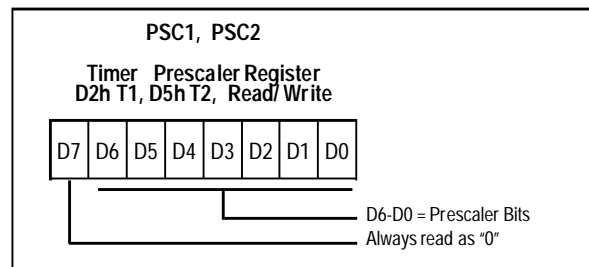 PSC1, PSC2
Timer Prescaler Register
D2h T1, D5h T2, Read/Write
D7 D6 D5 D4 D3 D2 D1 D0
D6-D0 = Prescaler Bits
Always read as “0”